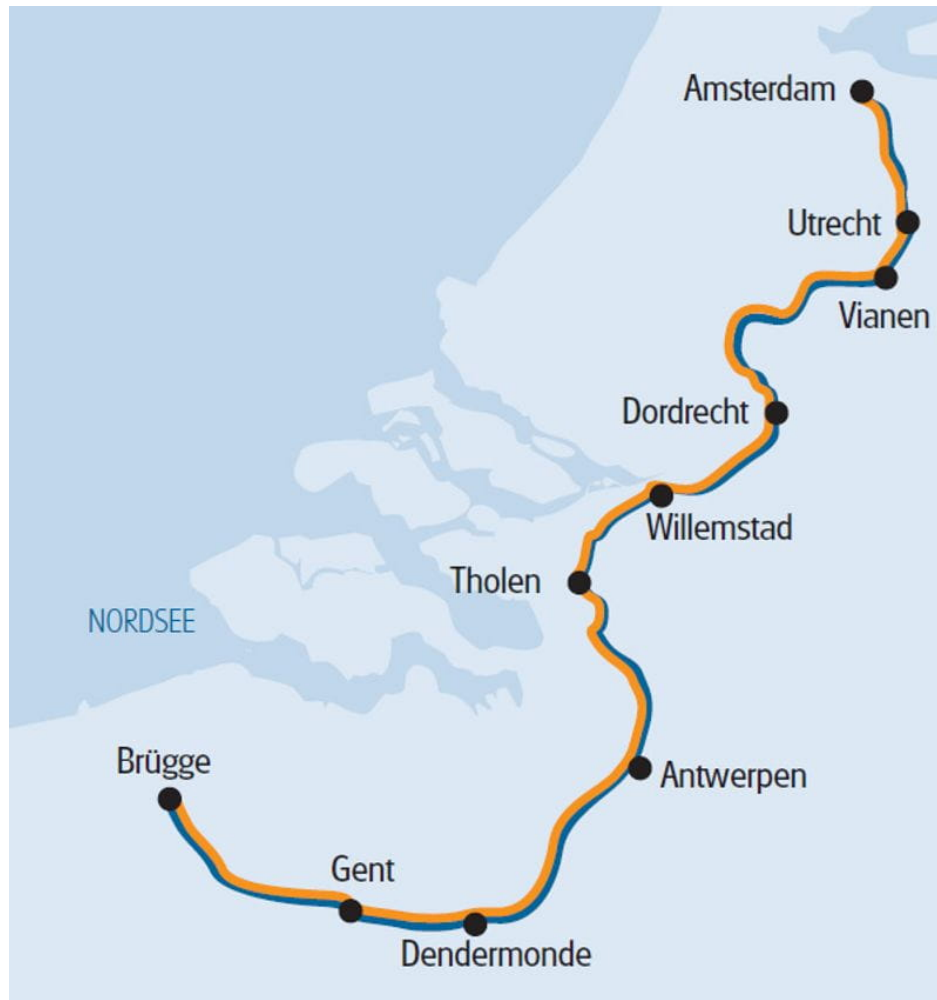 Amsterdam
Utrecht
Vianen
Dordrecht
Willemstad
Tholen
NORDSEE
Brügge
Antwerpen
Gent
Dendermonde